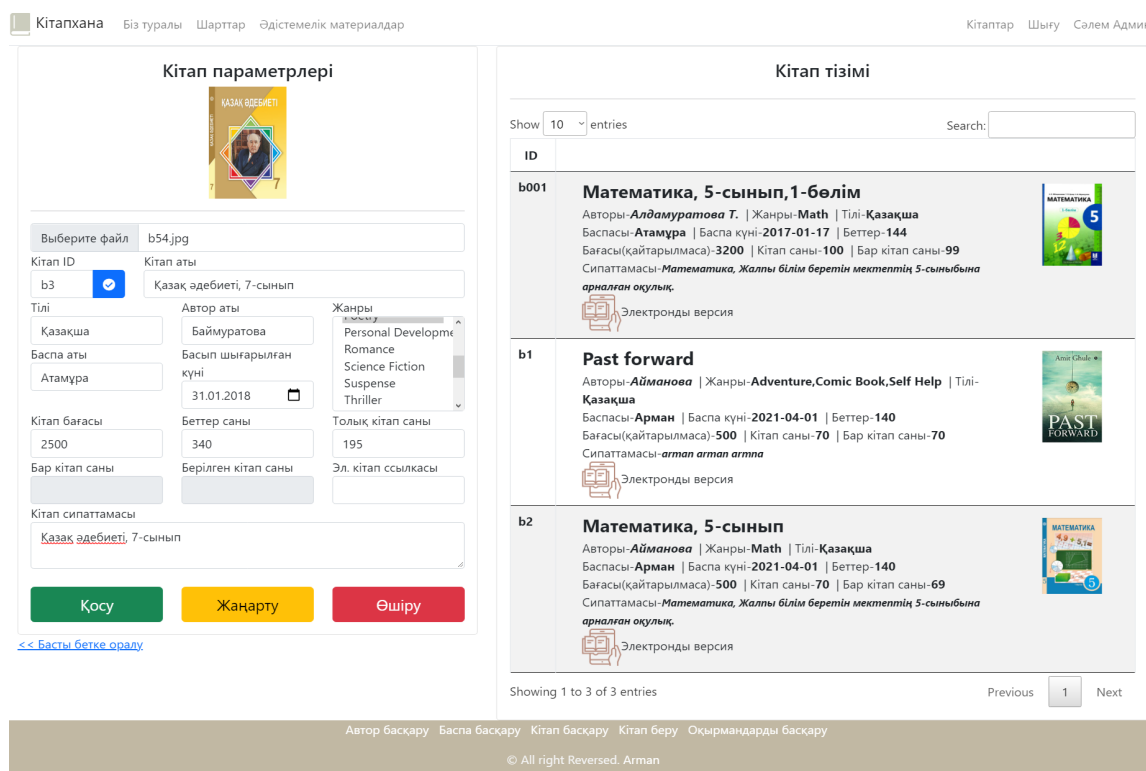 Кітапхана Біз туралы Шарттар Әдістемелік материалдар
Кітаптар Шығу Сәлем Админ
Кітап параметрлері
ҚАЗАҚ ӘДЕБИЕТІ
7
7
Выберите файл b54.jpg
Кітап ID Кітап аты
b3 Қазақ әдебиеті, 7-сынып
Тілі Автор аты Жанры
Қазақша Баймуратова
Poetry
Personal Developme
Romance
Science Fiction
Suspense
Thriller
Баспа аты Басып шығарылған күні
Атамұра 31.01.2018
Кітап бағасы Беттер саны Толық кітап саны
2500 340 195
Бар кітап саны Берілген кітап саны Эл. кітап ссылкасы
Кітап сипаттамасы
Қазақ әдебиеті, 7-сынып
Қосу Жаңарту Өшіру
<< Басты бетке оралу
Кітап тізімі
Show 10 entries Search:
ID
b001
Математика, 5-сынып,1-бөлім
Авторы-Алдамуратова Т. | Жанры-Math | Тілі-Қазақша
Баспасы-Атамұра | Баспа күні-2017-01-17 | Беттер-144
Бағасы(қайтарылмаса)-3200 | Кітап саны-100 | Бар кітап саны-99
Сипаттамасы-Математика, Жалпы білім беретін мектептің 5-сыныбына
арналған оқулық.
Электронды версия
МАТЕМАТИКА
5
b1
Past forward
Авторы-Айманова | Жанры-Adventure,Comic Book,Self Help | Тілі-
Қазақша
Баспасы-Арман | Баспа күні-2021-04-01 | Беттер-140
Бағасы(қайтарылмаса)-500 | Кітап саны-70 | Бар кітап саны-70
Сипаттамасы-arman arman armna
Электронды версия
Amit Ghule
PAST
FORWARD
b2
Математика, 5-сынып
Авторы-Айманова | Жанры-Math | Тілі-Қазақша
Баспасы-Арман | Баспа күні-2021-04-01 | Беттер-140
Бағасы(қайтарылмаса)-500 | Кітап саны-70 | Бар кітап саны-69
Сипаттамасы-Математика, Жалпы білім беретін мектептің 5-сыныбына
арналған оқулық.
Электронды версия
МАТЕМАТИКА
5
Showing 1 to 3 of 3 entries Previous 1 Next
Автор басқару Баспа басқару Кітап басқару Кітап беру Оқырмандарды басқару
© All right Reversed. Arman